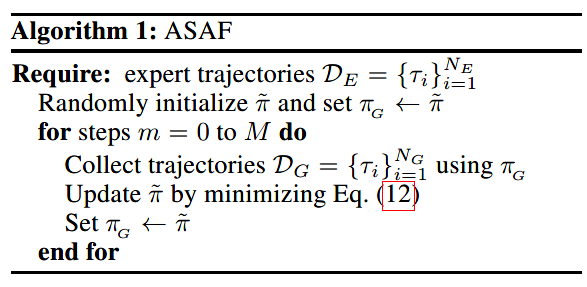 Algorithm 1: ASAF
Require: expert trajectories $\mathcal{D}_E = \{\tau_i\}_{i=1}^{N_E}$
Randomly initialize $\tilde{\pi}$ and set $\pi_G \leftarrow \tilde{\pi}$
for steps $m = 0$ to $M$ do
Collect trajectories $\mathcal{D}_G = \{\tau_i\}_{i=1}^{N_G}$ using $\pi_G$
Update $\tilde{\pi}$ by minimizing Eq. (12)
Set $\pi_G \leftarrow \tilde{\pi}$
end for